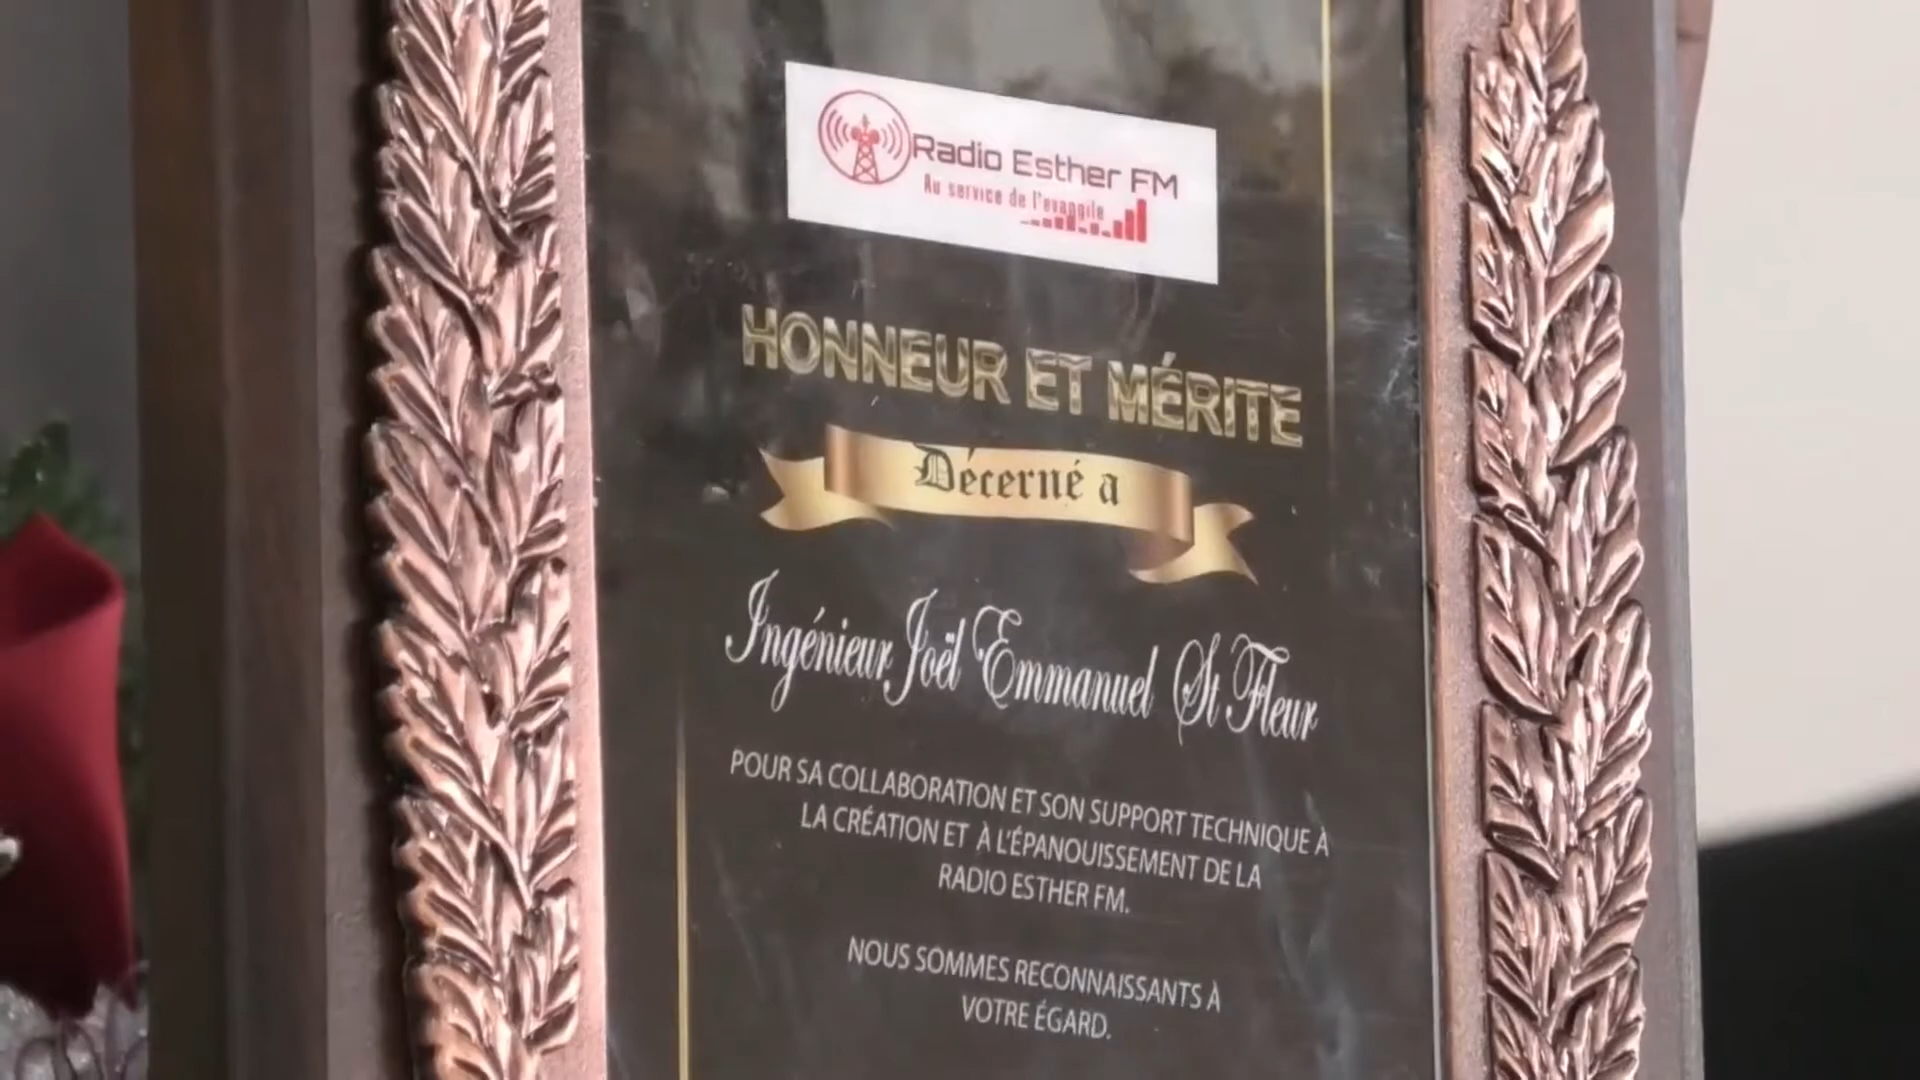 Radio Esther FM
Au service de l'evangile
HONNEUR ET MÉRITE
Décerné a
Ingénieur Joël Emmanuel St Fleur
POUR SA COLLABORATION ET SON SUPPORT TECHNIQUE À
LA CRÉATION ET À L'ÉPANOUISSEMENT DE LA
RADIO ESTHER FM.
NOUS SOMMES RECONNAISSANTS À
VOTRE ÉGARD.